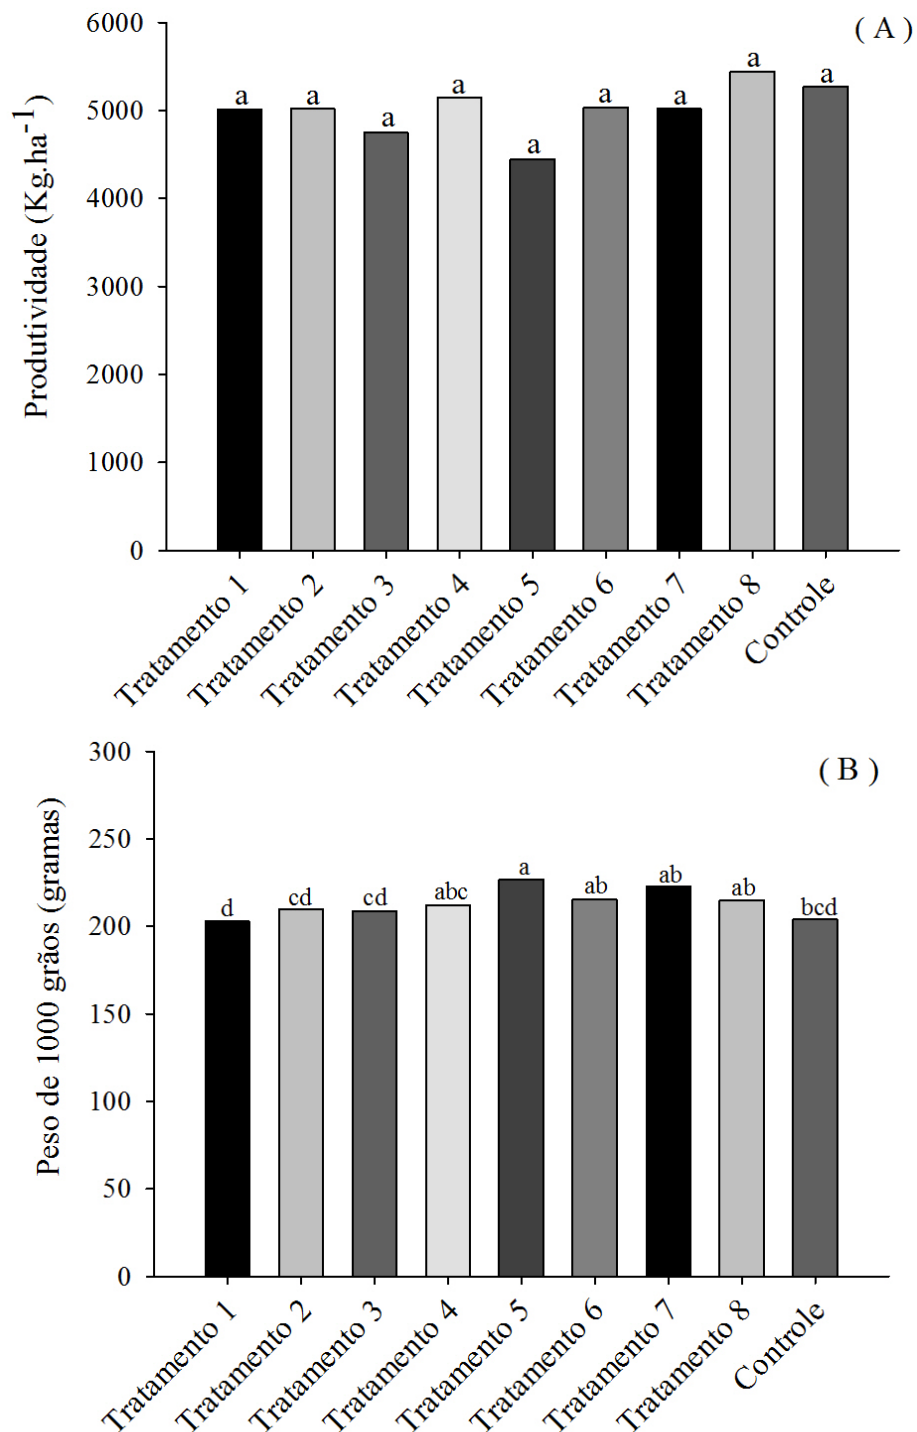 ( A )
Produtividade (Kg.ha-1)
6000
5000
4000
3000
2000
1000
0
a
a
a
a
a
a
a
a
a
Tratamento 1
Tratamento 2
Tratamento 3
Tratamento 4
Tratamento 5
Tratamento 6
Tratamento 7
Tratamento 8
Controle
( B )
Peso de 1000 grãos (gramas)
300
250
200
150
100
50
0
d
cd
cd
abc
a
ab
ab
ab
bcd
Tratamento 1
Tratamento 2
Tratamento 3
Tratamento 4
Tratamento 5
Tratamento 6
Tratamento 7
Tratamento 8
Controle